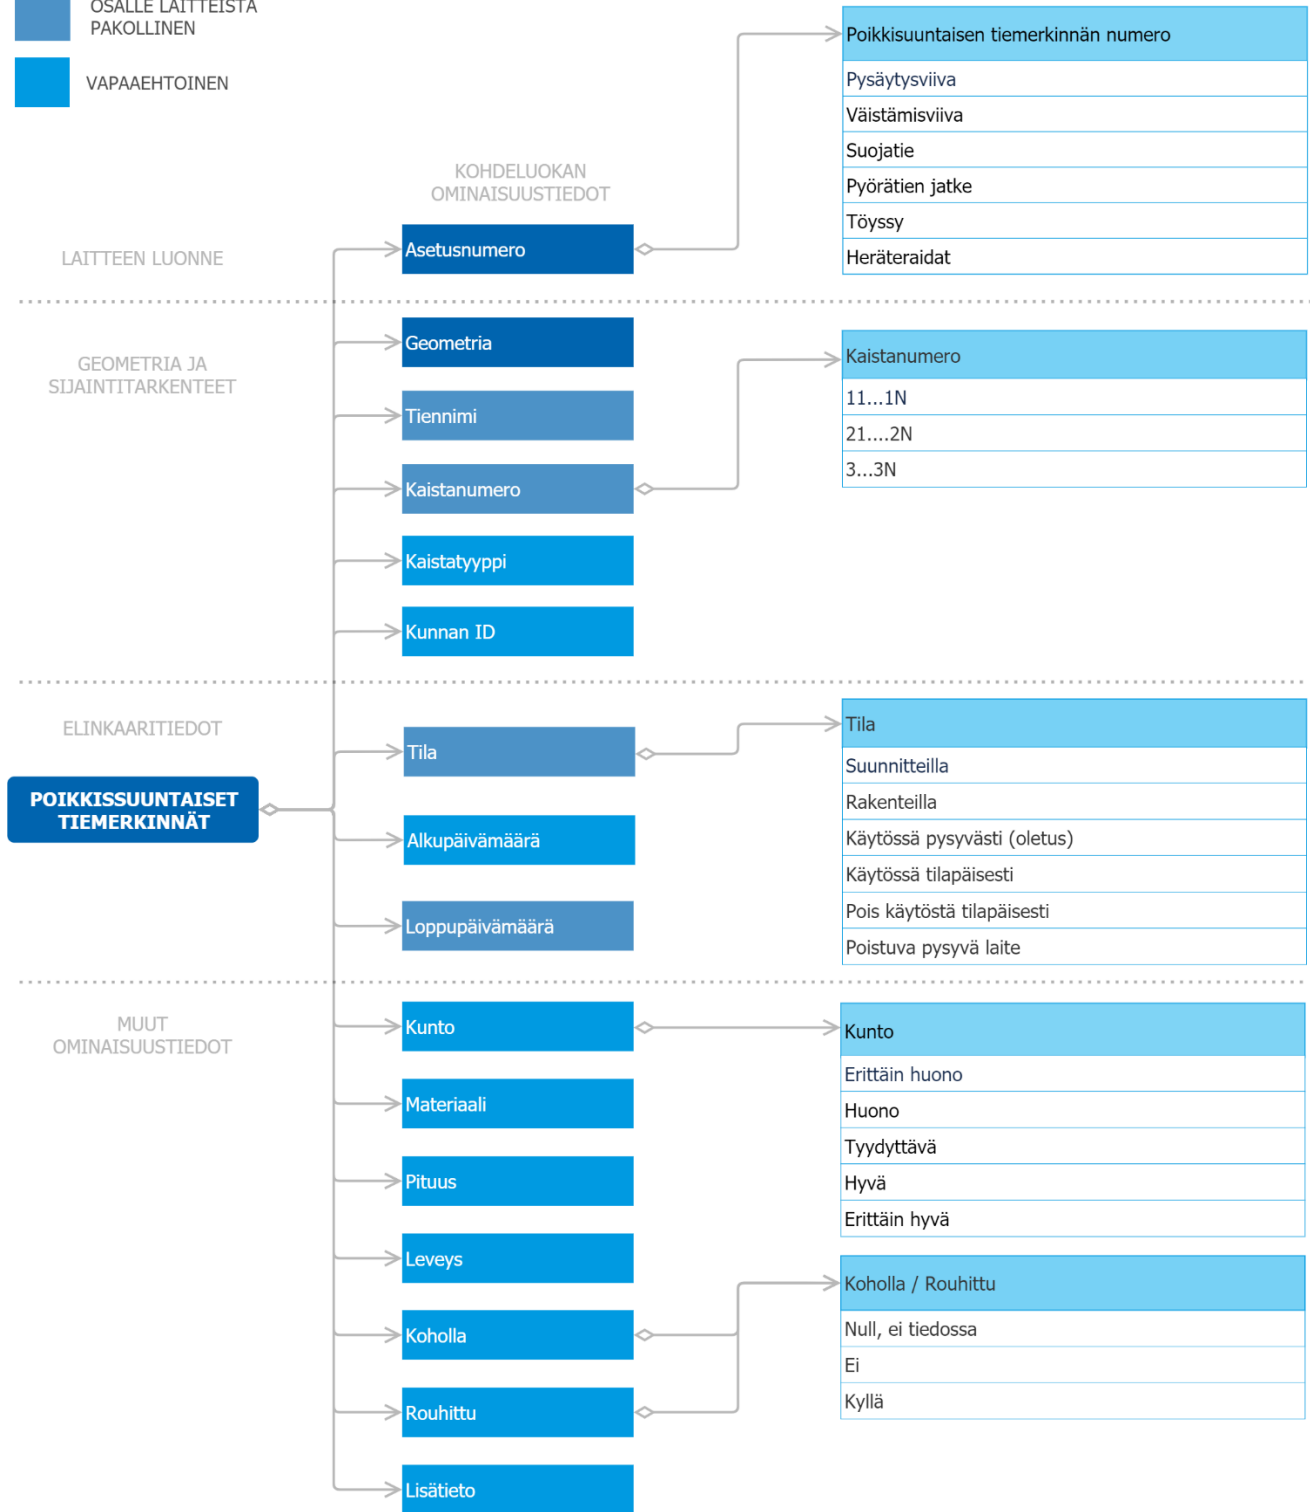 OSALLE LAITTEISTA
PAKOLLINEN
VAPAAEHTOINEN
KOHDELUOKAN
OMINAISUUSTIEDOT
LAITTEEN LUONNE
Asetusnumero
Poikkisuuntaisen tiemerkinnän numero
Pysäytysviiva
Väistämisviiva
Suojatie
Pyörätien jatke
Töyssy
Heräteraidat
GEOMETRIA JA
SIJAINTITARKENTEET
Geometria
Tiennimi
Kaistanumero
Kaistatyyppi
Kunnan ID
Kaistanumero
11...1N
21....2N
3...3N
ELINKAARITIEDOT
POIKKISSUUNTAISET
TIEMERKINNÄT
Tila
Alkupäivämäärä
Loppupäivämäärä
Tila
Suunnitteilla
Rakenteilla
Käytössä pysyvästi (oletus)
Käytössä tilapäisesti
Pois käytöstä tilapäisesti
Poistuva pysyvä laite
MUUT
OMINAISUUSTIEDOT
Kunto
Materiaali
Pituus
Leveys
Koholla
Rouhittu
Lisätieto
Kunto
Erittäin huono
Huono
Tyydyttävä
Hyvä
Erittäin hyvä
Koholla / Rouhittu
Null, ei tiedossa
Ei
Kyllä